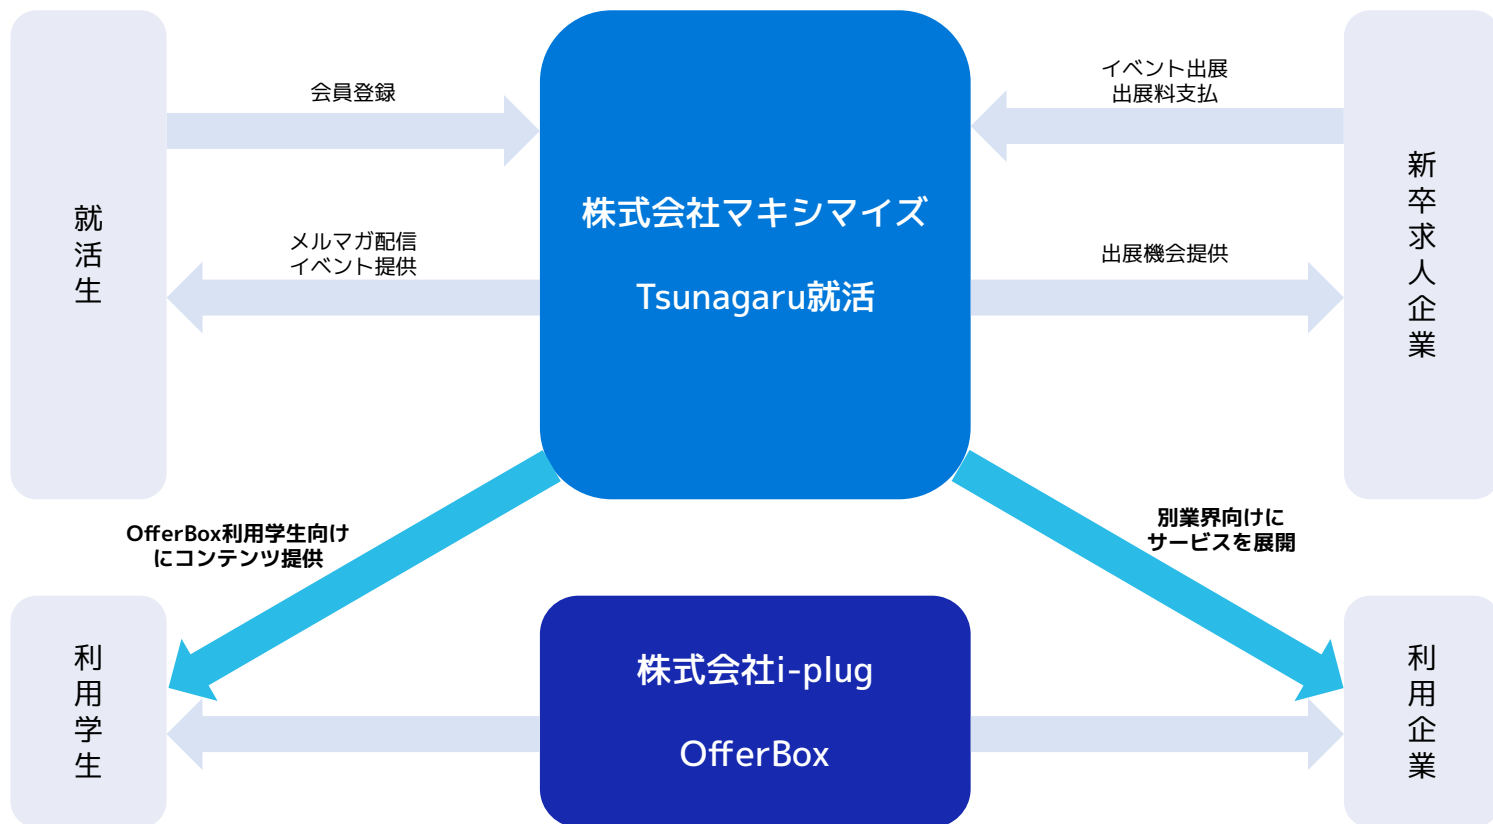 会員登録
イベント出展
出展料支払
就活生
株式会社マキシマイズ
Tsunagaru就活
新卒求人企業
メルマガ配信
イベント提供
出展機会提供
OfferBox利用学生向け
にコンテンツ提供
別業界向けに
サービスを展開
利用学生
株式会社i-plug
OfferBox
利用企業